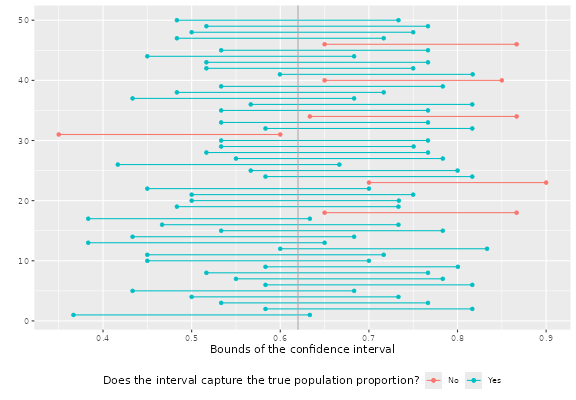 50
40
30
20
10
0
0.4 0.5 0.6 0.7 0.8 0.9
Bounds of the confidence interval
Does the interval capture the true population proportion? No Yes